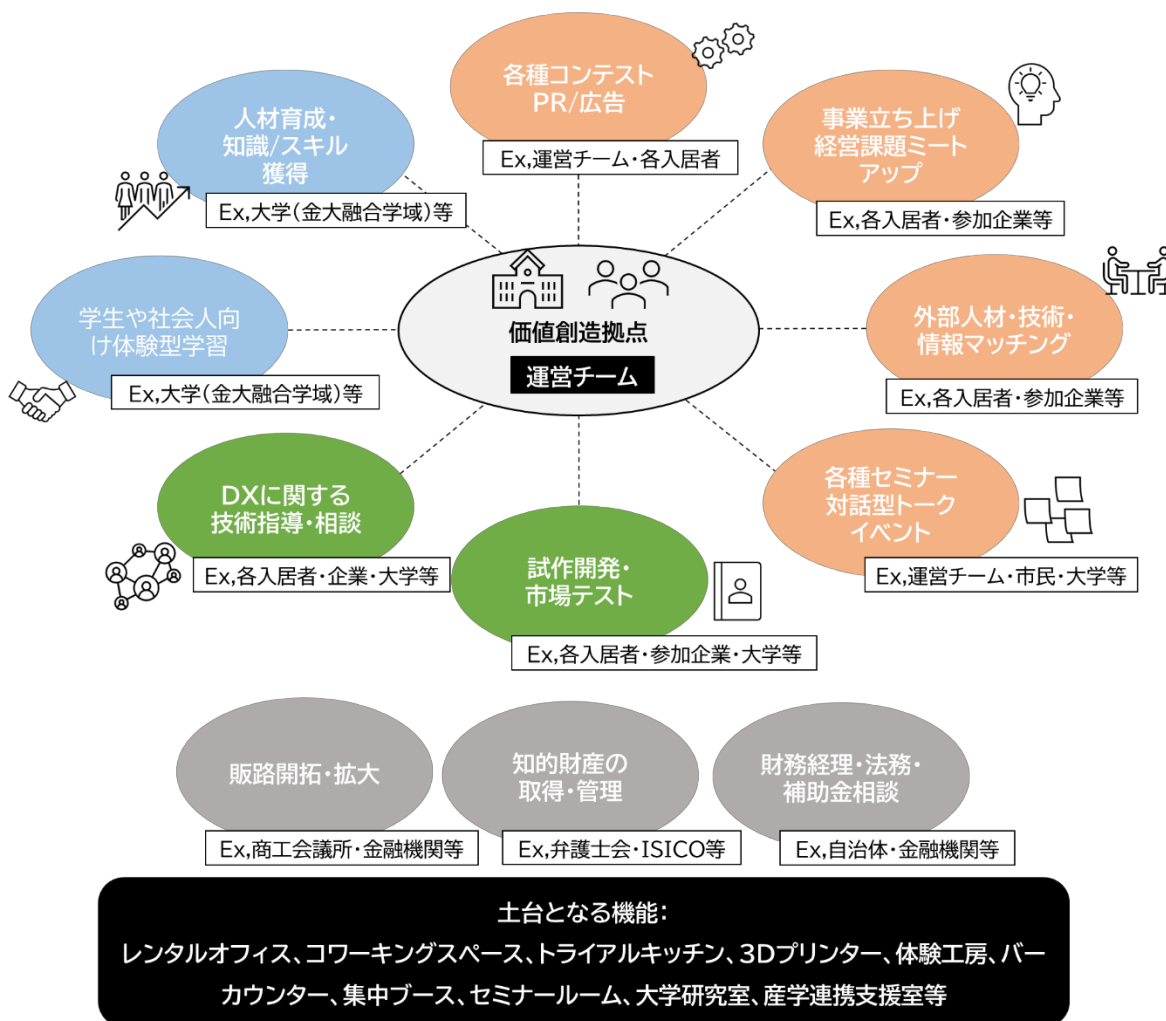 各種コンテスト
PR/広告
Ex,運営チーム・各入居者
人材育成・
知識/スキル
獲得
Ex,大学(金大融合学域)等
事業立ち上げ
経営課題ミート
アップ
Ex,各入居者・参加企業等
学生や社会人向
け体験型学習
Ex,大学(金大融合学域)等
価値創造拠点
運営チーム
外部人材・技術・
情報マッチング
Ex,各入居者・参加企業等
DXに関する
技術指導・相談
Ex,各入居者・企業・大学等
試作開発・
市場テスト
Ex,各入居者・参加企業・大学等
各種セミナー
対話型トーク
イベント
Ex,運営チーム・市民・大学等
販路開拓・拡大
Ex,商工会議所・金融機関等
知的財産の
取得・管理
Ex,弁護士会・ISICO等
財務経理・法務・
補助金相談
Ex,自治体・金融機関等
土台となる機能:
レンタルオフィス、コワーキングスペース、トライアルキッチン、3Dプリンター、体験工房、バー
カウンター、集中ブース、セミナールーム、大学研究室、産学連携支援室等